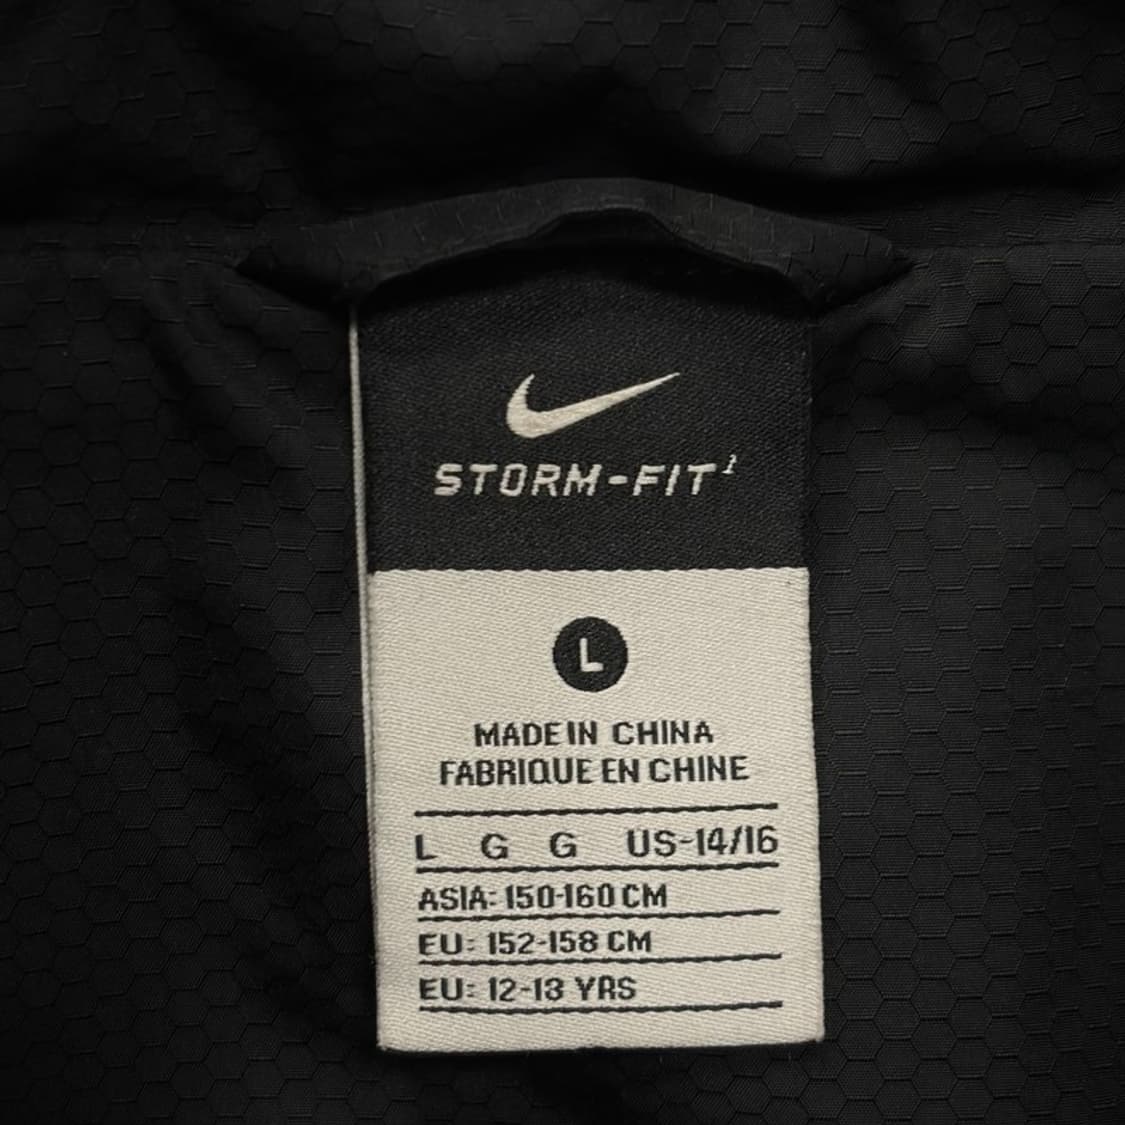 STORM-FIT¹
L
MADE IN CHINA
FABRIQUE EN CHINE
L G G US-14/16
ASIA: 150-160 CM
EU: 152-158 CM
EU: 12-13 YRS